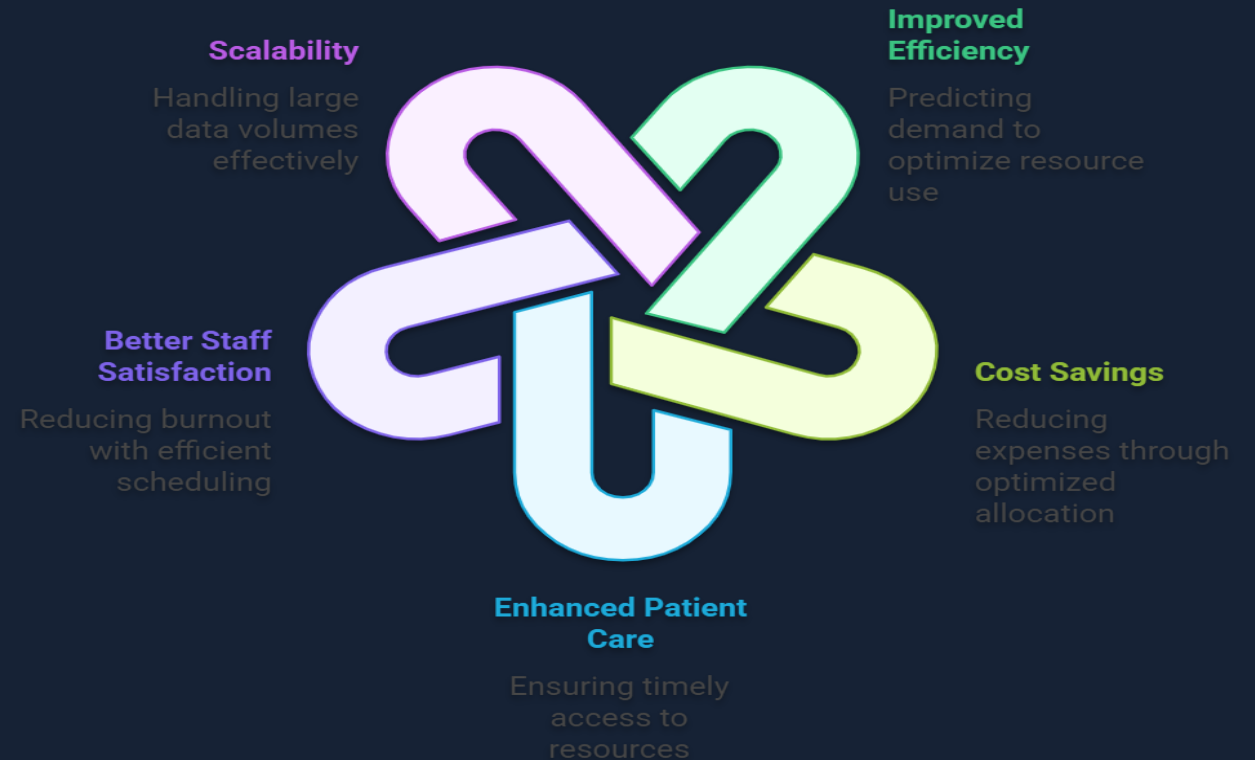 Scalability
Handling large
data volumes
effectively
Improved
Efficiency
Predicting
demand to
optimize resource
use
Better Staff
Satisfaction
Reducing burnout
with efficient
scheduling
Cost Savings
Reducing
expenses through
optimized
allocation
Enhanced Patient
Care
Ensuring timely
access to
resources